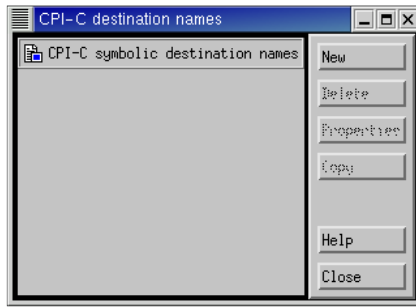 CPI-C destination names
CPI-C symbolic destination names
New
Delete
Properties
Copy
Help
Close